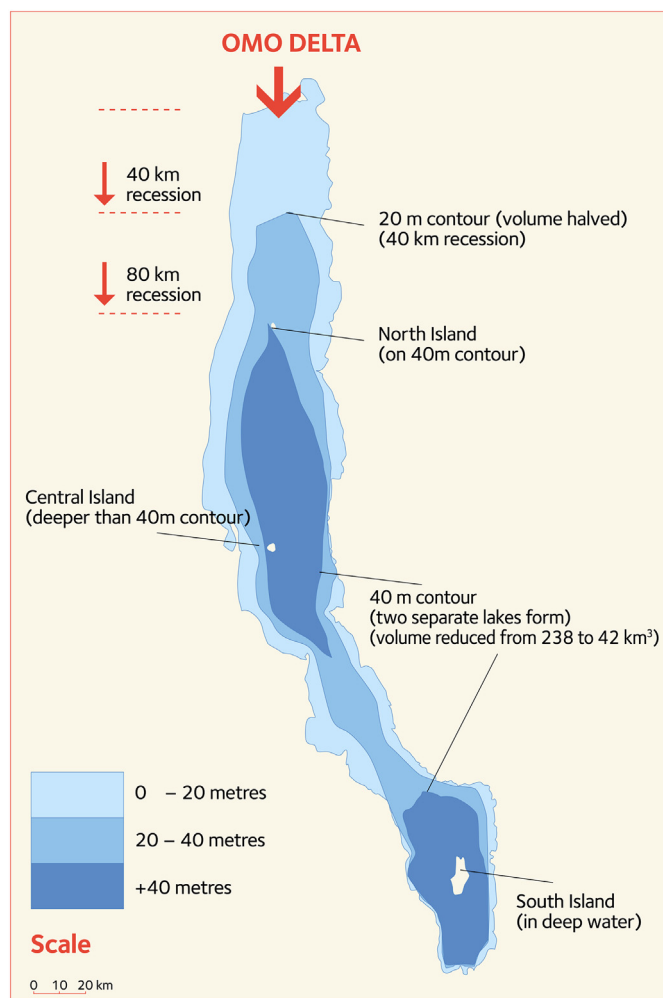 OMO DELTA
40 km
recession
20 m contour (volume halved)
(40 km recession)
80 km
recession
North Island
(on 40m contour)
Central Island
(deeper than 40m contour)
40 m contour
(two separate lakes form)
(volume reduced from 238 to 42 km³)
0 – 20 metres
20 – 40 metres
+40 metres
South Island
(in deep water)
Scale
0 10 20 km